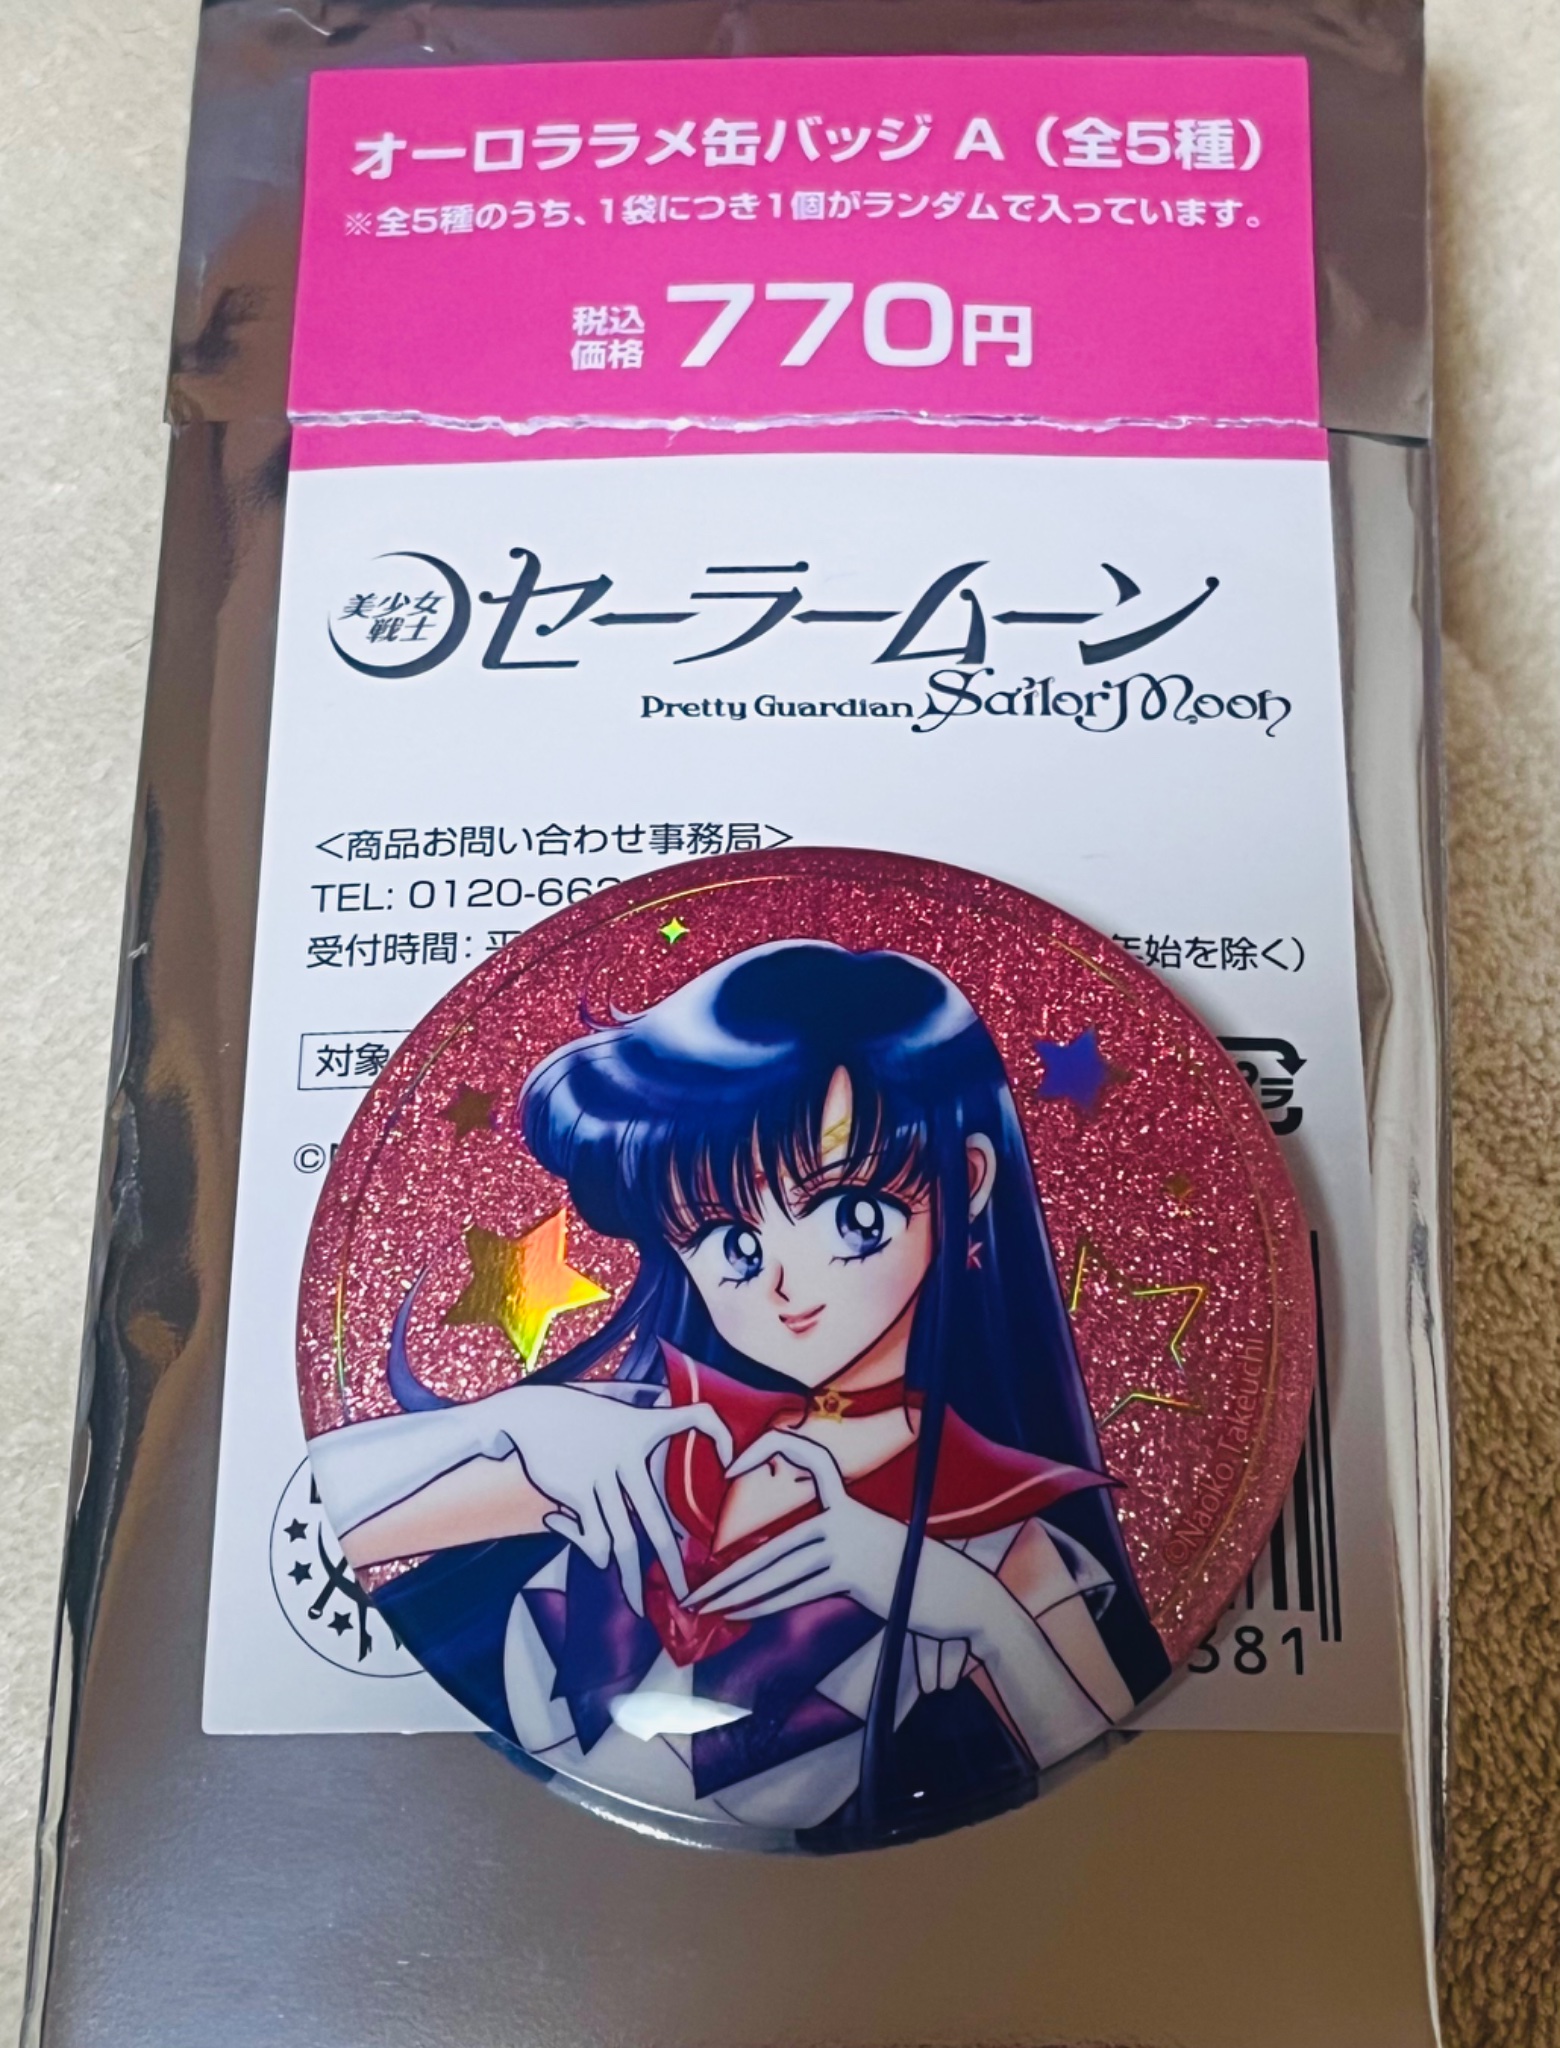 オーロララメ缶バッジ A（全5種）
※全5種のうち、1袋につき1個がランダムで入っています。
税込
価格 770円
美少女
戦士 セーラームーン
Pretty Guardian Sailor Moon
＜商品お問い合わせ事務局＞
TEL: 0120-66
受付時間:
年始を除く)
対象
プラ
©
©Naoko Takeuchi
381